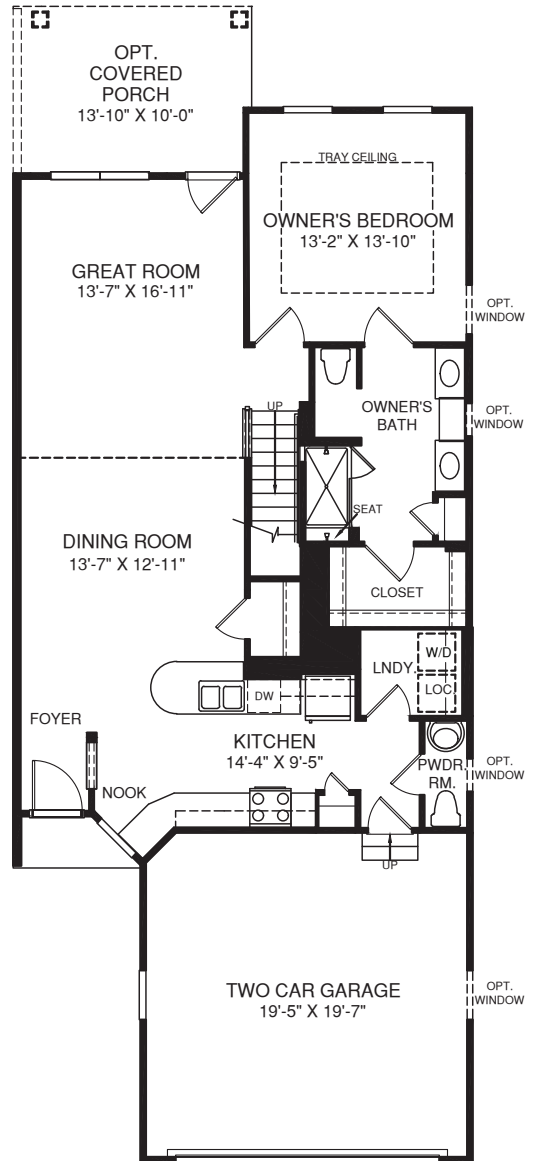 OPT.
COVERED
PORCH
13'-10" X 10'-0"
TRAY CEILING
OWNER'S BEDROOM
13'-2" X 13'-10"
GREAT ROOM
13'-7" X 16'-11"
OPT.
WINDOW
UP
OWNER'S
BATH
OPT.
WINDOW
SEAT
DINING ROOM
13'-7" X 12'-11"
CLOSET
LNDY.
W/D
LOC
DW
FOYER
KITCHEN
14'-4" X 9'-5"
PWDR.
RM.
OPT.
WINDOW
NOOK
UP
TWO CAR GARAGE
19'-5" X 19'-7"
OPT.
WINDOW